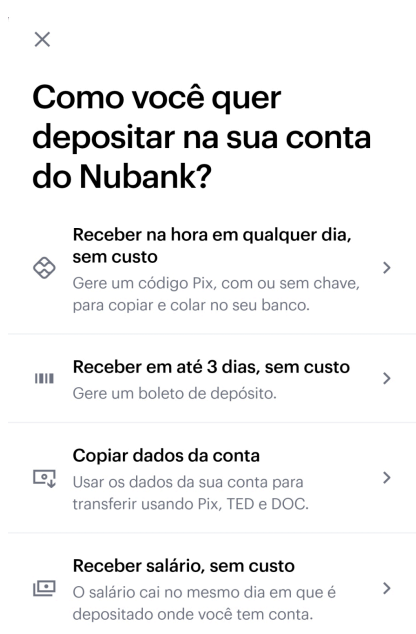 Como você quer
depositar na sua conta
do Nubank?
Receber na hora em qualquer dia,
sem custo
Gere um código Pix, com ou sem chave,
para copiar e colar no seu banco.
Receber em até 3 dias, sem custo
Gere um boleto de depósito.
Copiar dados da conta
Usar os dados da sua conta para
transferir usando Pix, TED e DOC.
Receber salário, sem custo
O salário cai no mesmo dia em que é
depositado onde você tem conta.